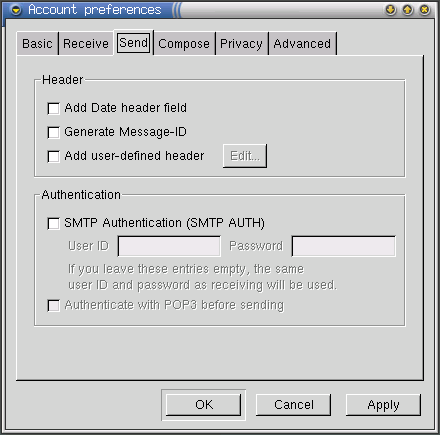 Account preferences
Basic Receive Send Compose Privacy Advanced
Header
Add Date header field
Generate Message-ID
Add user-defined header Edit...
Authentication
SMTP Authentication (SMTP AUTH)
User ID Password
If you leave these entries empty, the same
user ID and password as receiving will be used.
Authenticate with POP3 before sending
OK Cancel Apply